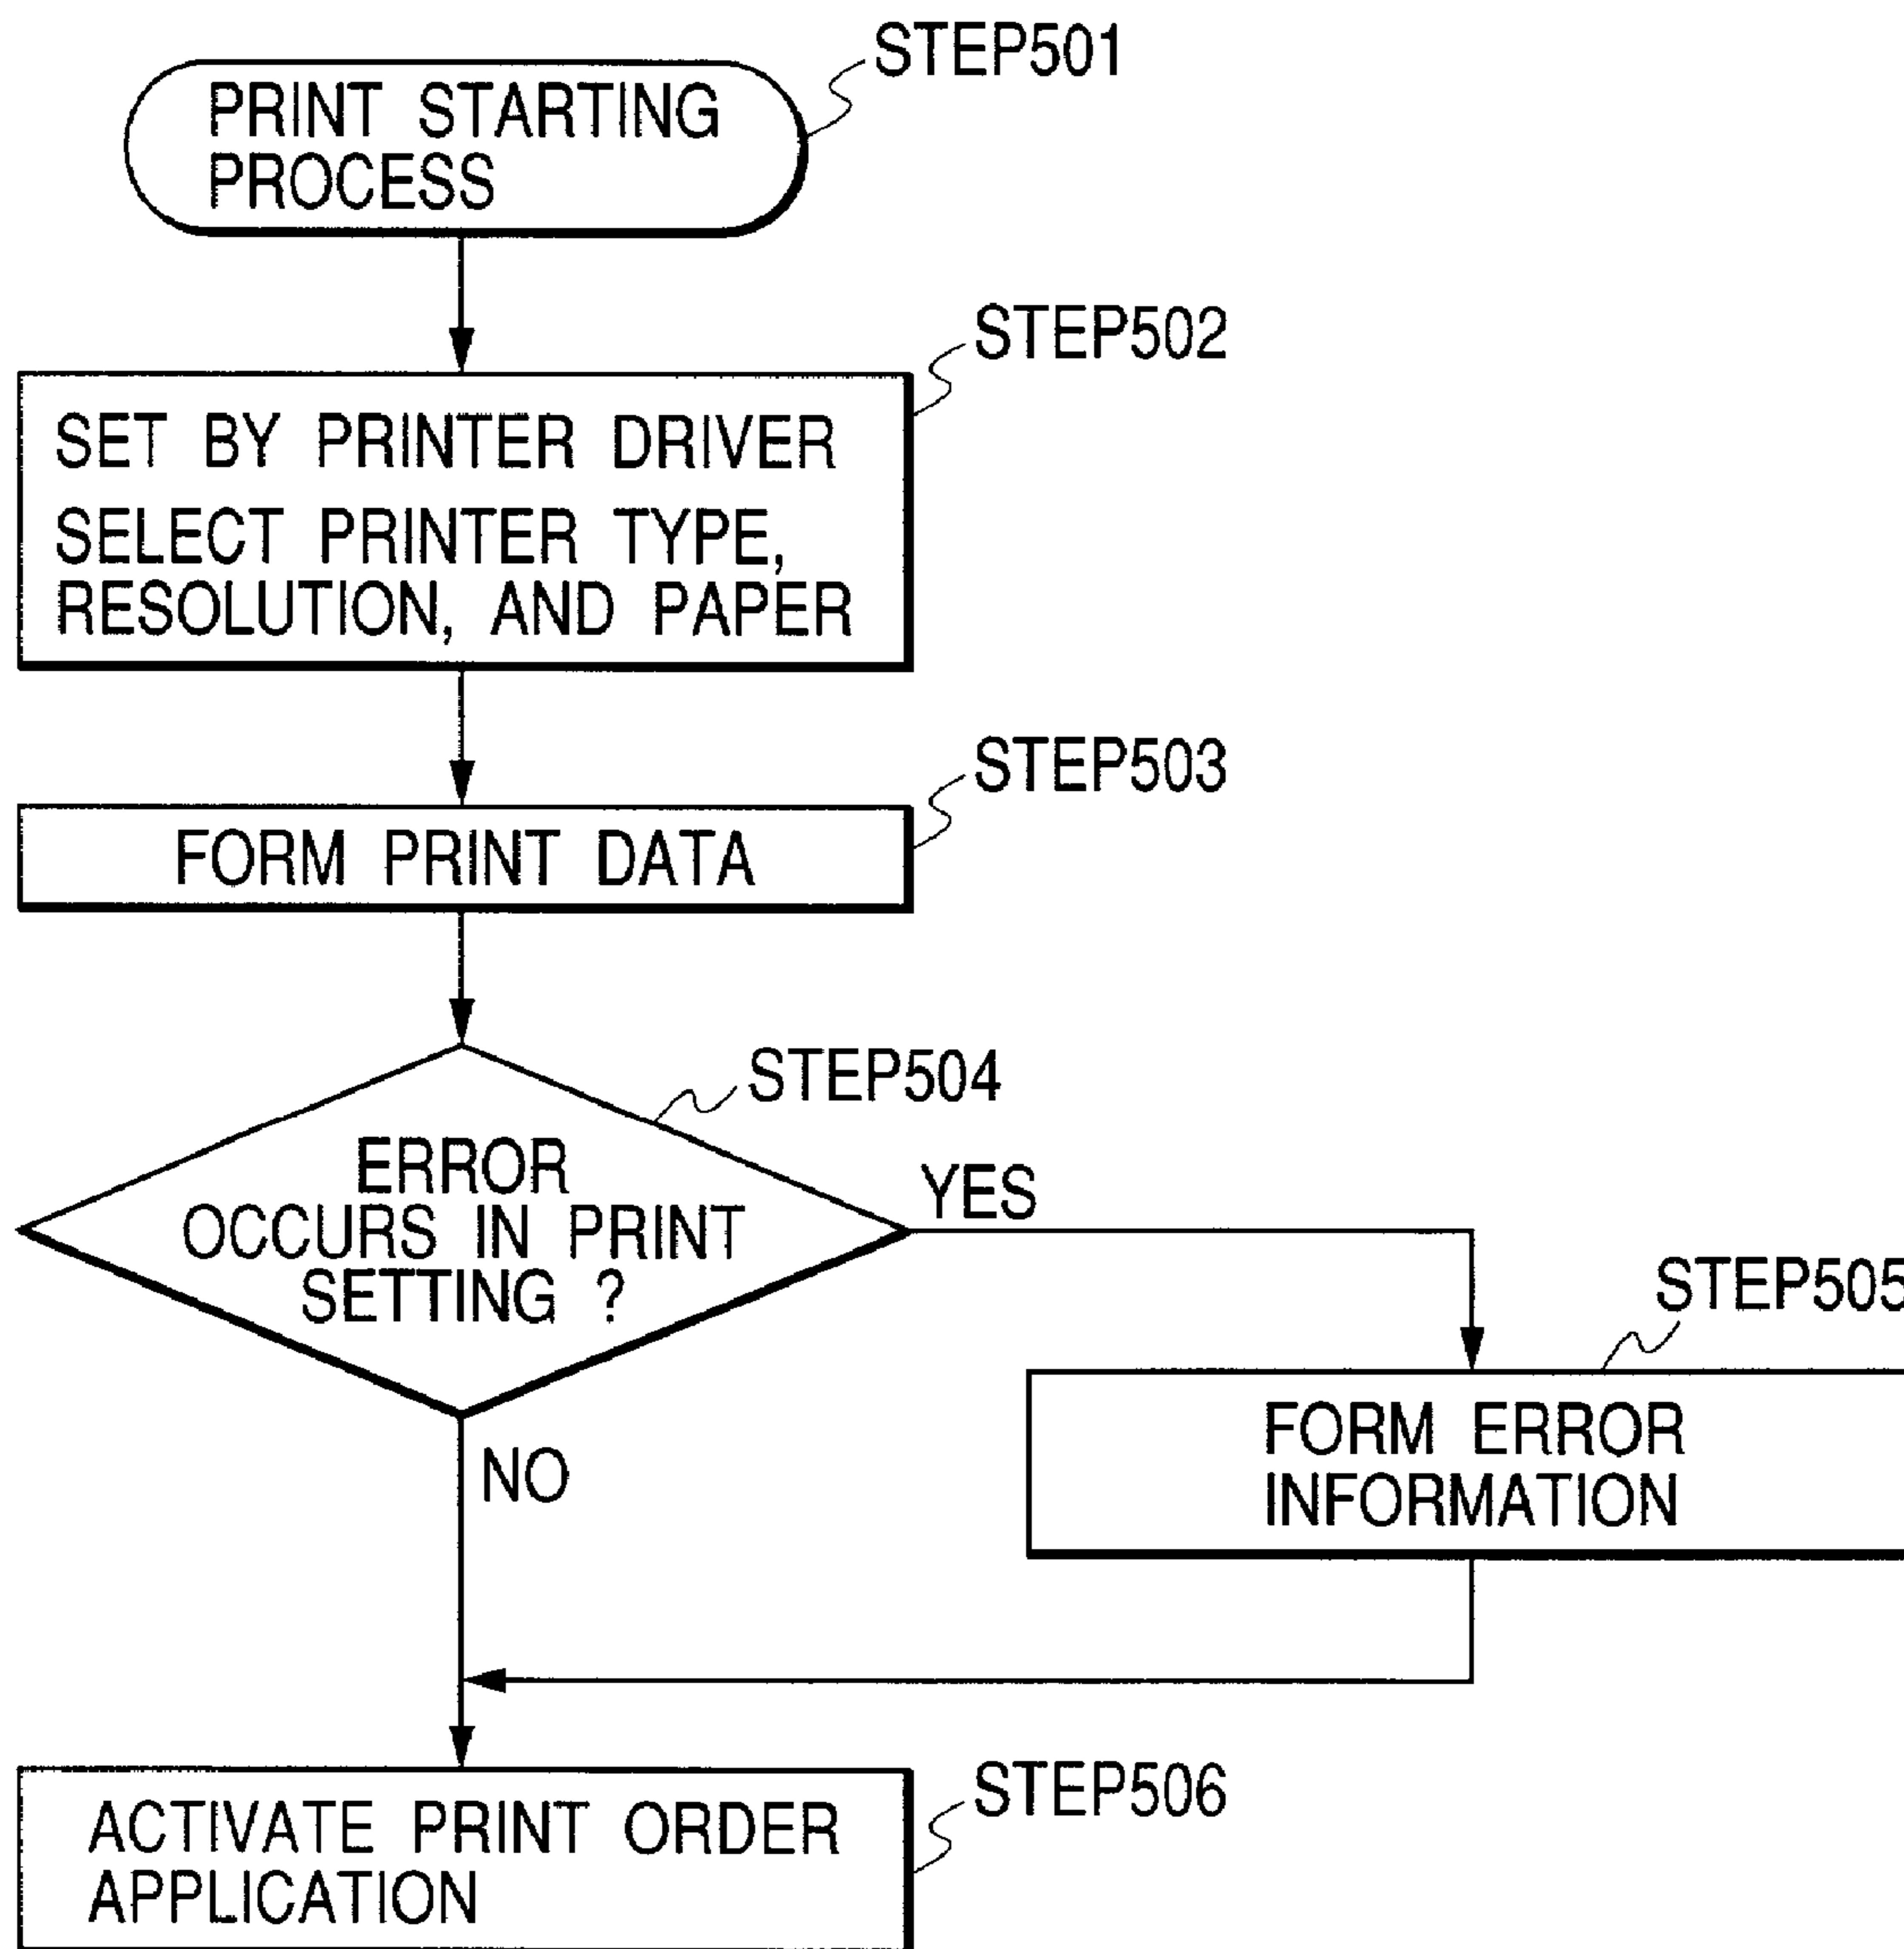 STEP501
PRINT STARTING
PROCESS
STEP502
SET BY PRINTER DRIVER
SELECT PRINTER TYPE,
RESOLUTION, AND PAPER
STEP503
FORM PRINT DATA
STEP504
ERROR
OCCURS IN PRINT
SETTING ?
YES
STEP505
FORM ERROR
INFORMATION
NO
STEP506
ACTIVATE PRINT ORDER
APPLICATION